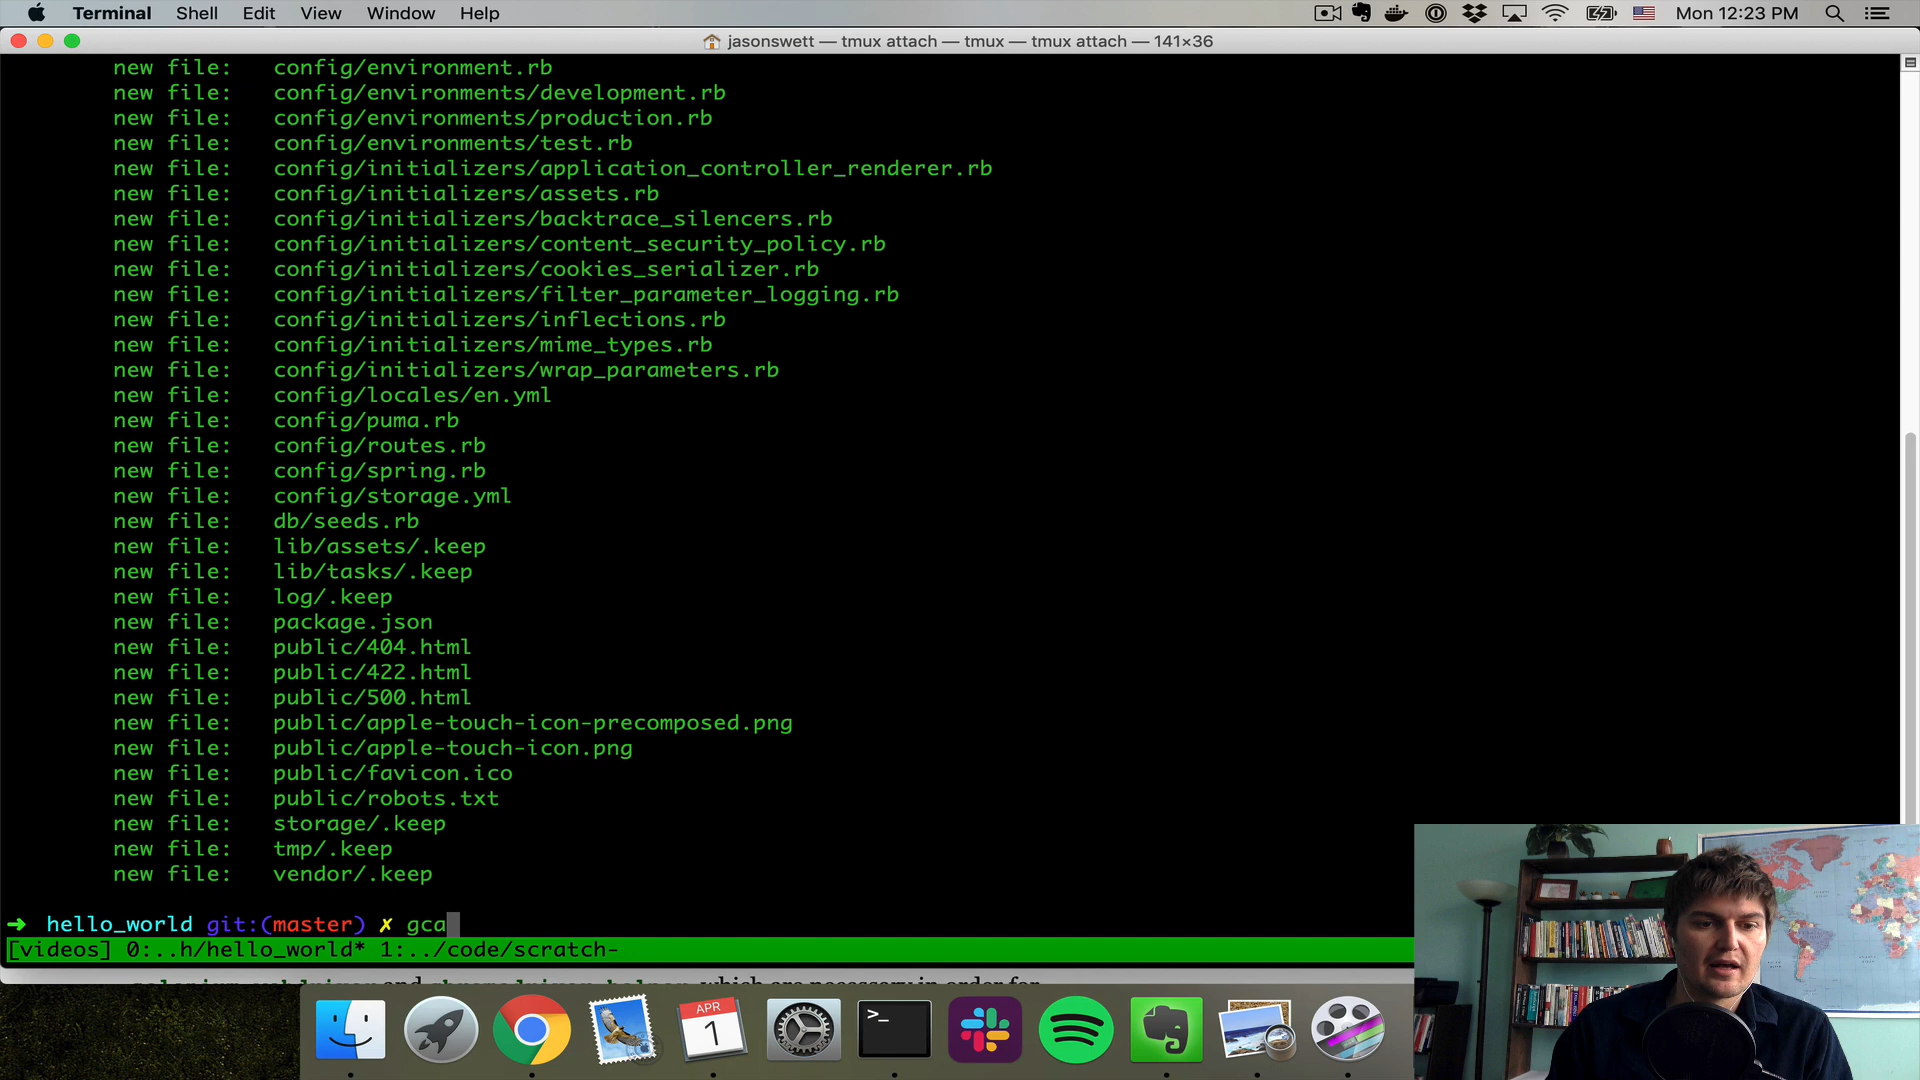 Terminal Shell Edit View Window Help Mon 12:23 PM
jasonswett — tmux attach — tmux — tmux attach — 141×36
new file: config/environment.rb
new file: config/environments/development.rb
new file: config/environments/production.rb
new file: config/environments/test.rb
new file: config/initializers/application_controller_renderer.rb
new file: config/initializers/assets.rb
new file: config/initializers/backtrace_silencers.rb
new file: config/initializers/content_security_policy.rb
new file: config/initializers/cookies_serializer.rb
new file: config/initializers/filter_parameter_logging.rb
new file: config/initializers/inflections.rb
new file: config/initializers/mime_types.rb
new file: config/initializers/wrap_parameters.rb
new file: config/locales/en.yml
new file: config/puma.rb
new file: config/routes.rb
new file: config/spring.rb
new file: config/storage.yml
new file: db/seeds.rb
new file: lib/assets/.keep
new file: lib/tasks/.keep
new file: log/.keep
new file: package.json
new file: public/404.html
new file: public/422.html
new file: public/500.html
new file: public/apple-touch-icon-precomposed.png
new file: public/apple-touch-icon.png
new file: public/favicon.ico
new file: public/robots.txt
new file: storage/.keep
new file: tmp/.keep
new file: vendor/.keep
➜ hello_world git:(master) ✗ gca
[videos] 0:..h/hello_world* 1:../code/scratch-
which are necessary in order for
APR
1
>_